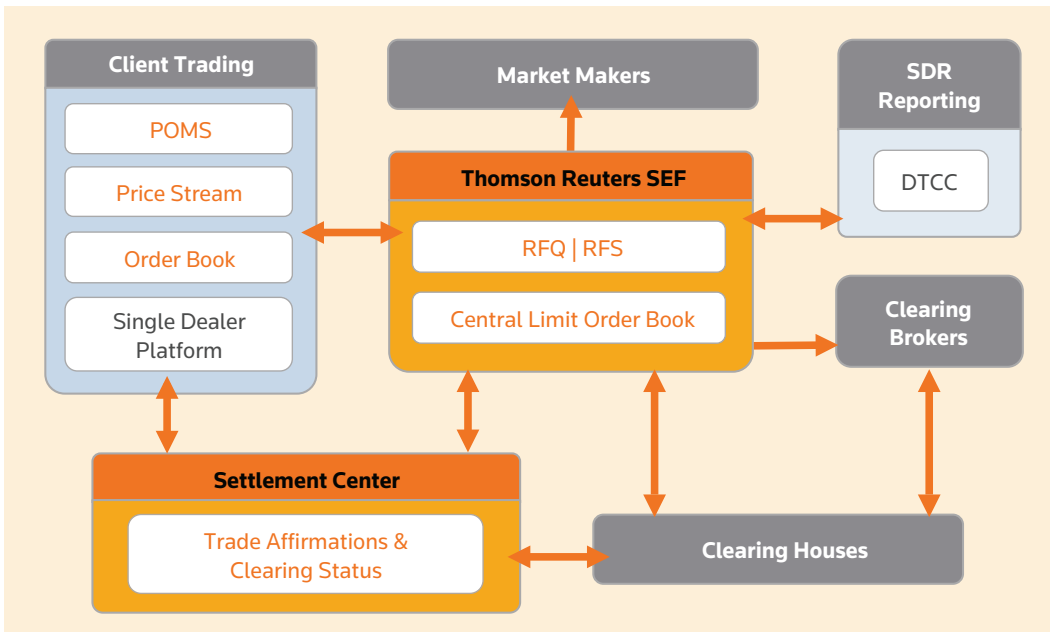 Client Trading
POMS
Price Stream
Order Book
Single Dealer
Platform
Market Makers
Thomson Reuters SEF
RFQ | RFS
Central Limit Order Book
SDR
Reporting
DTCC
Clearing
Brokers
Settlement Center
Trade Affirmations &
Clearing Status
Clearing Houses